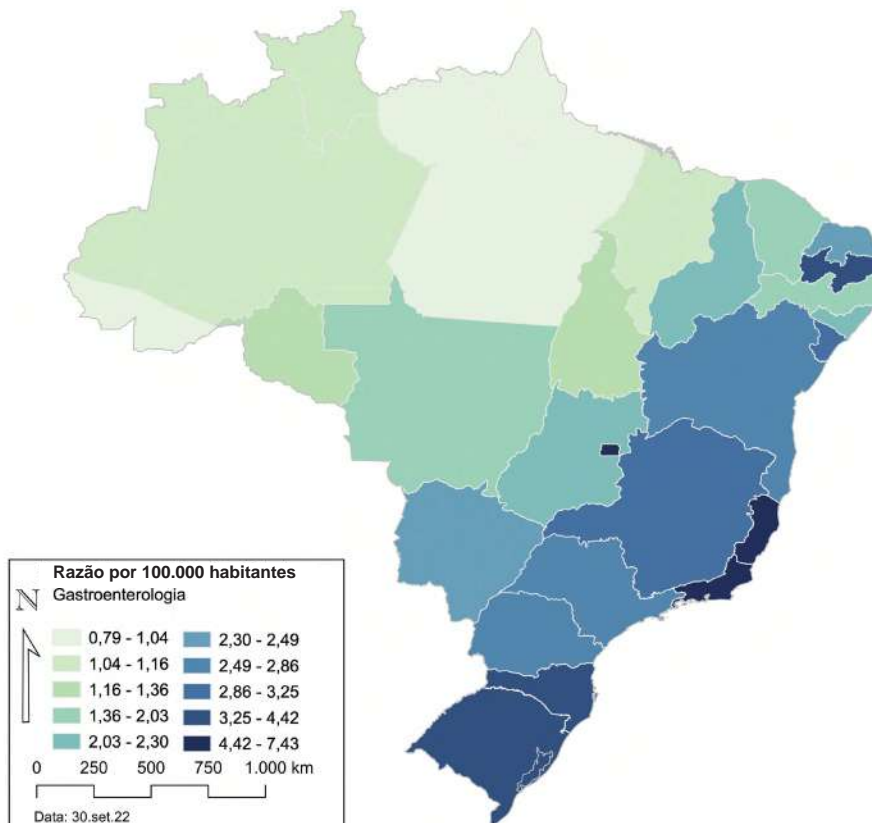 Razão por 100.000 habitantes
N Gastroenterologia
0,79 - 1,04
1,04 - 1,16
1,16 - 1,36
1,36 - 2,03
2,03 - 2,30
2,30 - 2,49
2,49 - 2,86
2,86 - 3,25
3,25 - 4,42
4,42 - 7,43
0 250 500 750 1.000 km
Data: 30.set.22